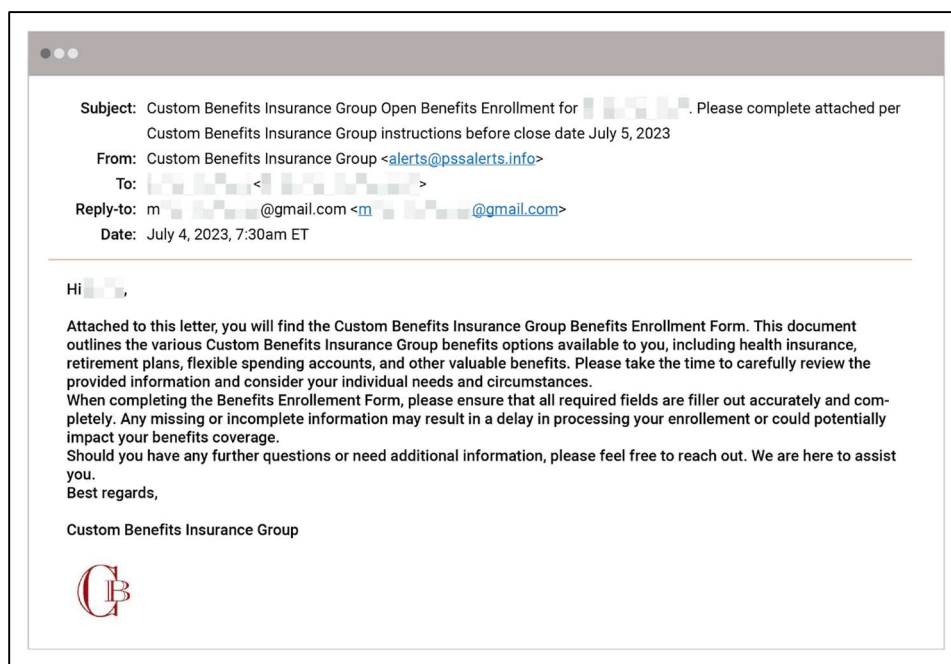 Subject: Custom Benefits Insurance Group Open Benefits Enrollment for . Please complete attached per
Custom Benefits Insurance Group instructions before close date July 5, 2023
From: Custom Benefits Insurance Group <alerts@pssalerts.info>
To: < >
Reply-to: m @gmail.com <m @gmail.com>
Date: July 4, 2023, 7:30am ET
Hi ,
Attached to this letter, you will find the Custom Benefits Insurance Group Benefits Enrollment Form. This document
outlines the various Custom Benefits Insurance Group benefits options available to you, including health insurance,
retirement plans, flexible spending accounts, and other valuable benefits. Please take the time to carefully review the
provided information and consider your individual needs and circumstances.
When completing the Benefits Enrollement Form, please ensure that all required fields are filler out accurately and com-
pletely. Any missing or incomplete information may result in a delay in processing your enrollement or could potentially
impact your benefits coverage.
Should you have any further questions or need additional information, please feel free to reach out. We are here to assist
you.
Best regards,
Custom Benefits Insurance Group
CB